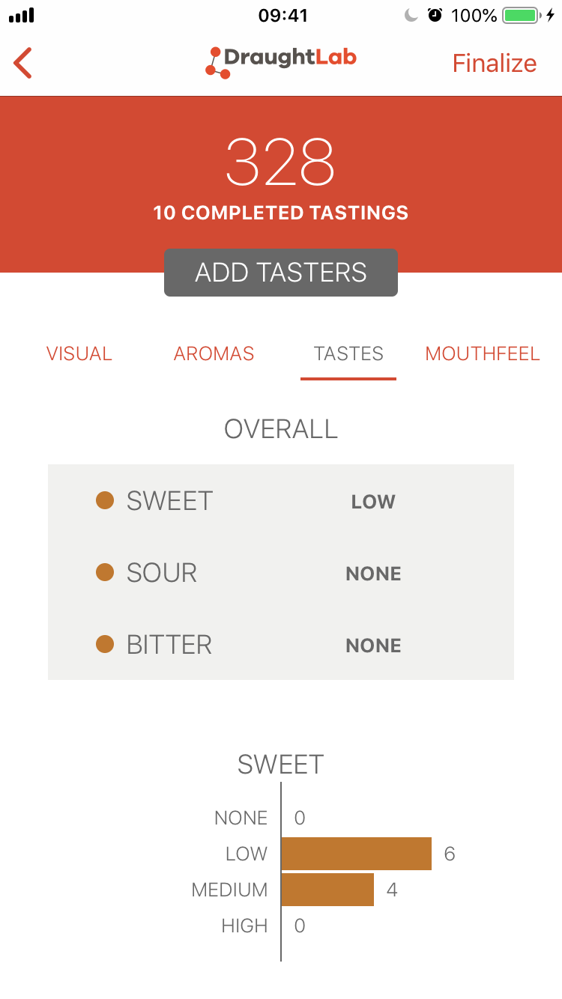 09:41 100%
DraughtLab Finalize
328
10 COMPLETED TASTINGS
ADD TASTERS
VISUAL AROMAS TASTES MOUTHFEEL
OVERALL
SWEET LOW
SOUR NONE
BITTER NONE
SWEET
NONE 0
LOW 6
MEDIUM 4
HIGH 0